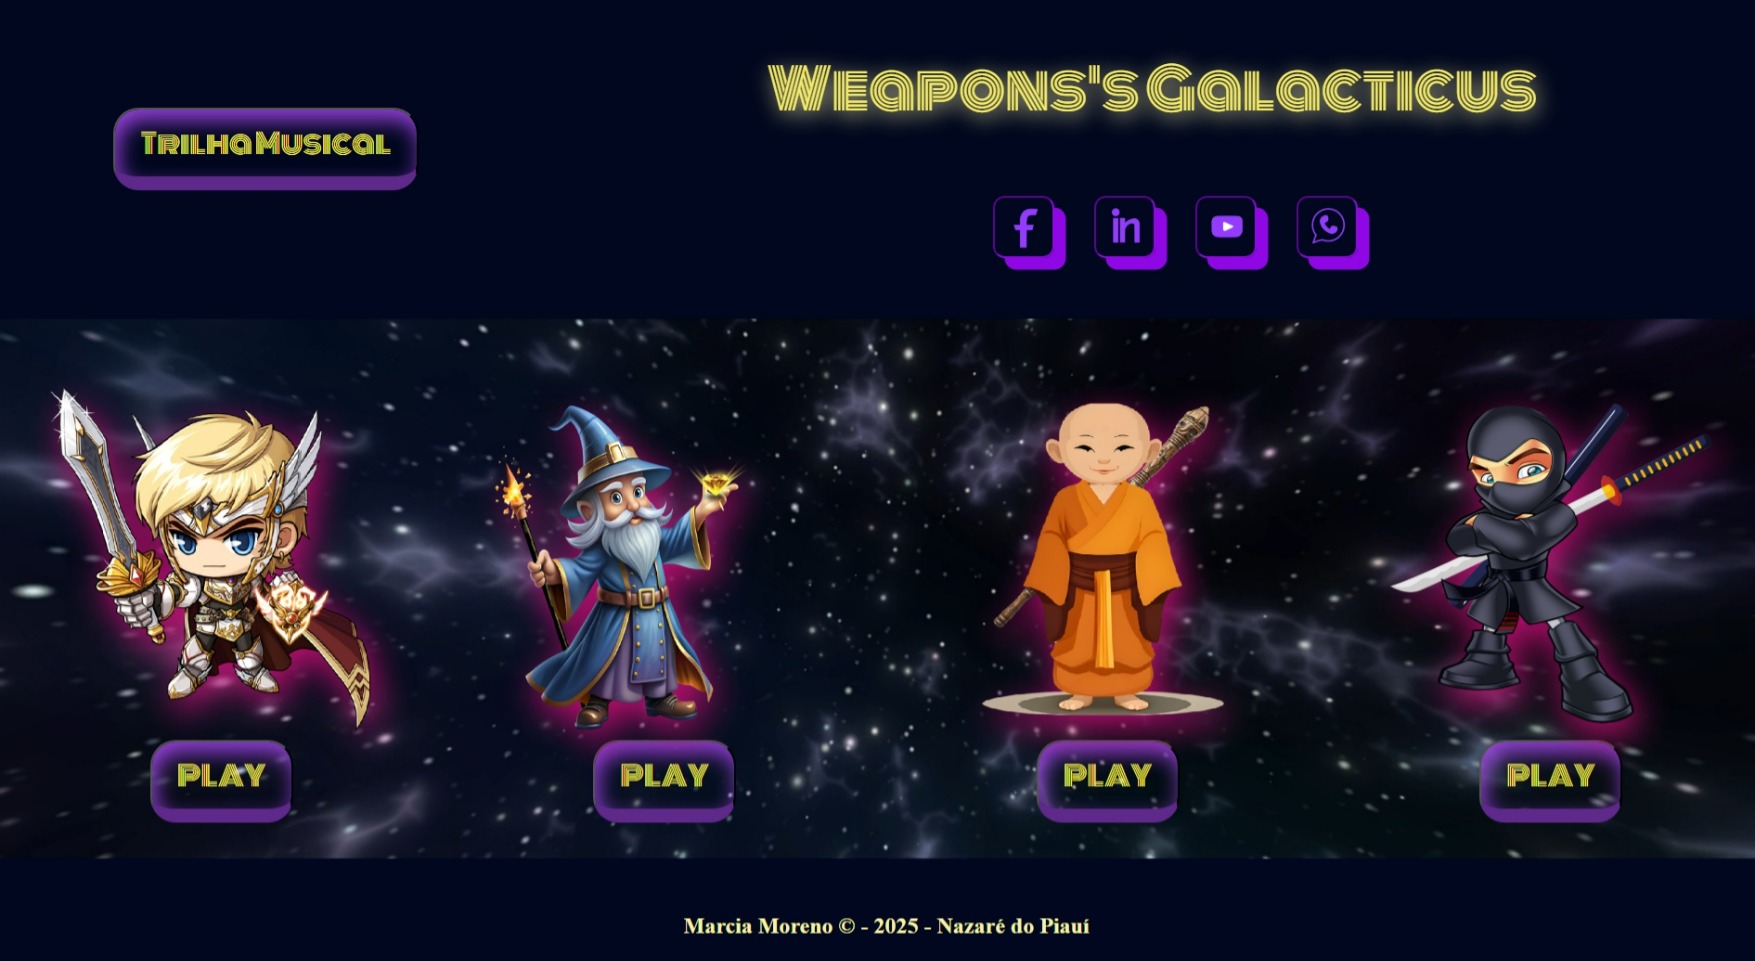 Weapons's Galacticus
Trilha Musical
PLAY
PLAY
PLAY
PLAY
Marcia Moreno © - 2025 - Nazaré do Piauí